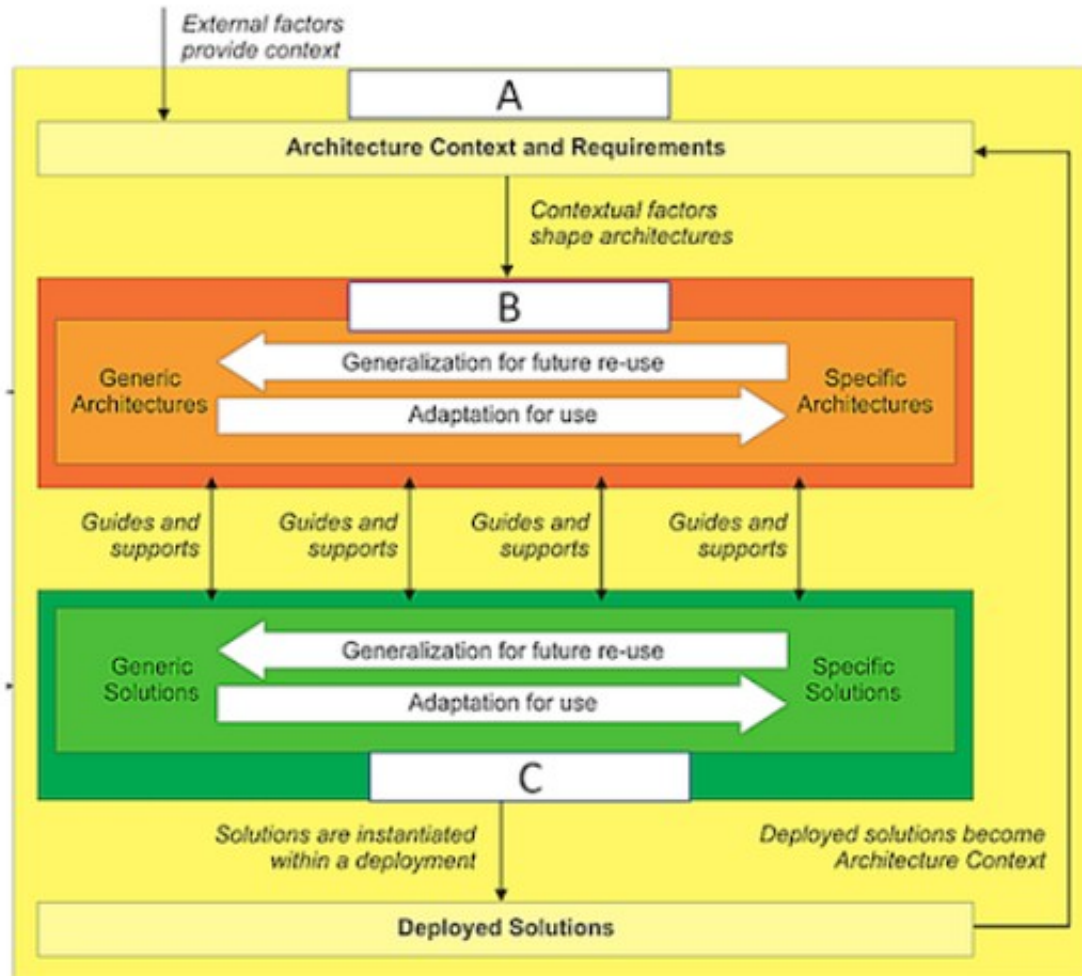 External factors
provide context
A
Architecture Context and Requirements
Contextual factors
shape architectures
B
Generalization for future re-use
Generic
Architectures
Specific
Architectures
Adaptation for use
Guides and
supports
Guides and
supports
Guides and
supports
Guides and
supports
Generalization for future re-use
Generic
Solutions
Specific
Solutions
Adaptation for use
C
Solutions are instantiated
within a deployment
Deployed solutions become
Architecture Context
Deployed Solutions